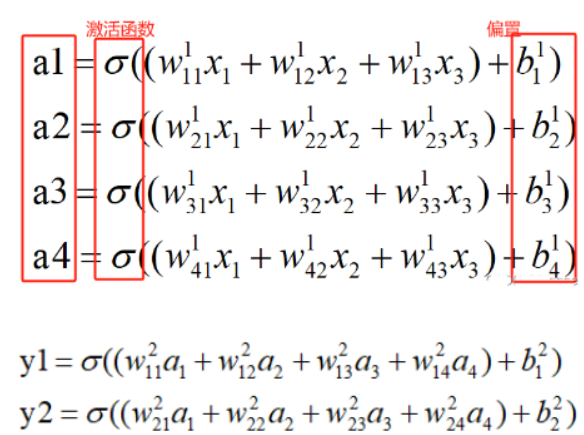 激活函数 偏置
a1 = σ((w¹₁₁x₁ + w¹₁₂x₂ + w¹₁₃x₃) + b¹₁)
a2 = σ((w¹₂₁x₁ + w¹₂₂x₂ + w¹₂₃x₃) + b¹₂)
a3 = σ((w¹₃₁x₁ + w¹₃₂x₂ + w¹₃₃x₃) + b¹₃)
a4 = σ((w¹₄₁x₁ + w¹₄₂x₂ + w¹₄₃x₃) + b¹₄)
y1 = σ((w²₁₁a₁ + w²₁₂a₂ + w²₁₃a₃ + w²₁₄a₄) + b²₁)
y2 = σ((w²₂₁a₁ + w²₂₂a₂ + w²₂₃a₃ + w²₂₄a₄) + b²₂)